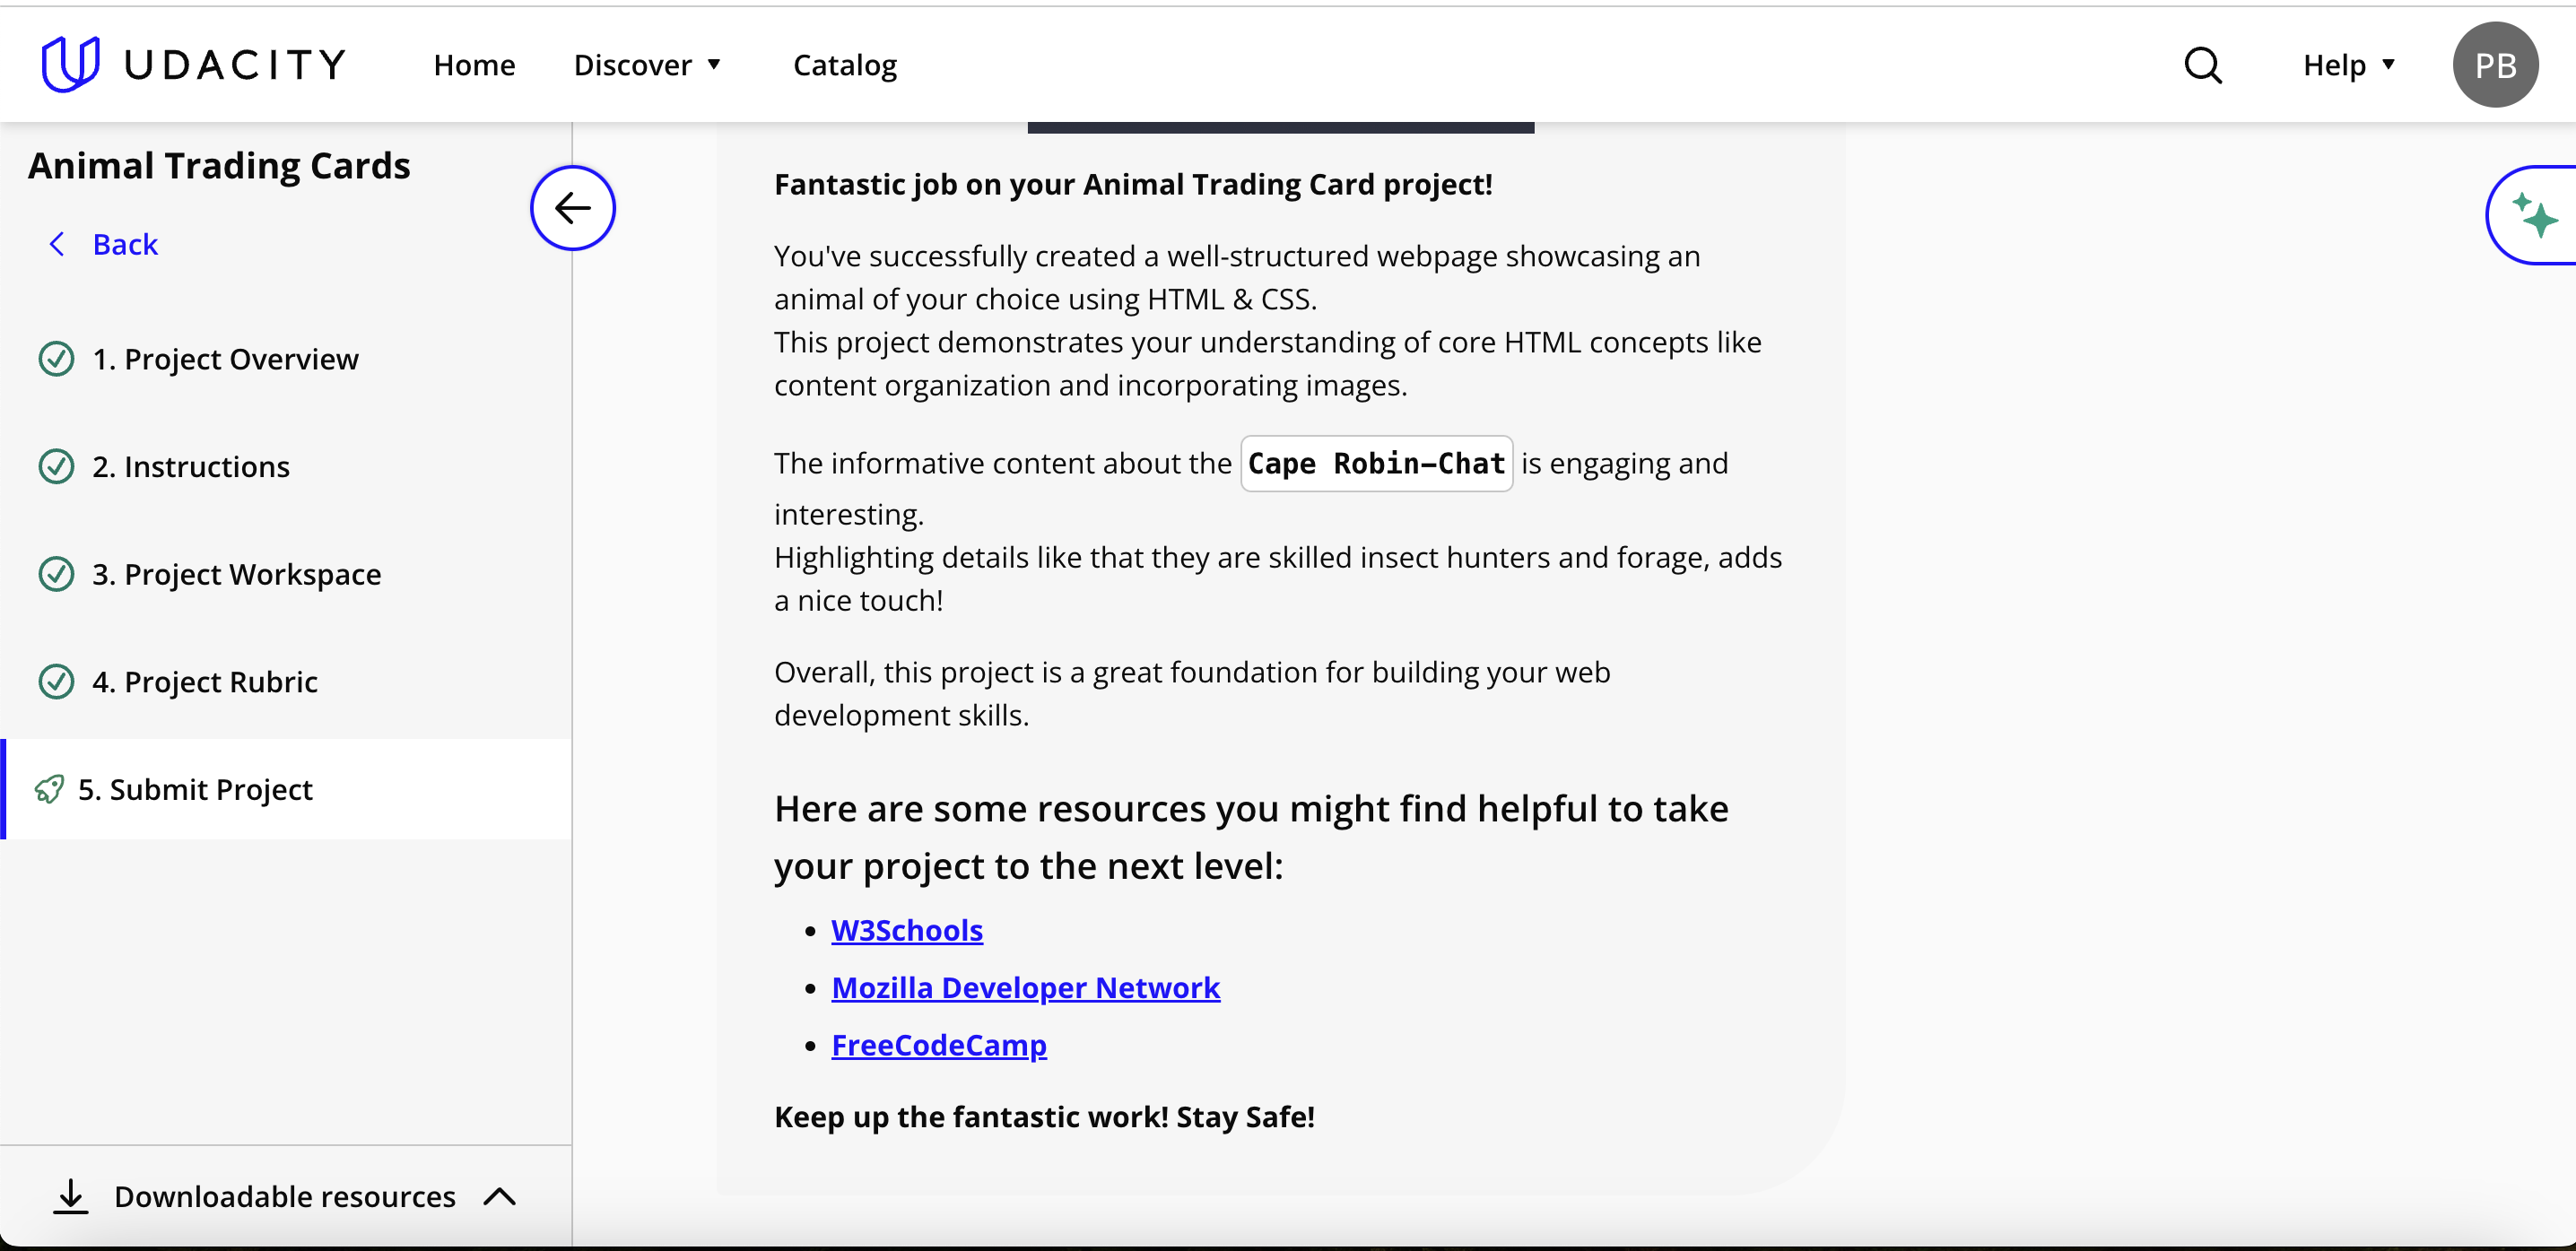 UDACITY Home Discover ▼ Catalog Help ▼ PB
Animal Trading Cards
Back
1. Project Overview
2. Instructions
3. Project Workspace
4. Project Rubric
5. Submit Project
Downloadable resources
Fantastic job on your Animal Trading Card project!
You've successfully created a well-structured webpage showcasing an
animal of your choice using HTML & CSS.
This project demonstrates your understanding of core HTML concepts like
content organization and incorporating images.
The informative content about the Cape Robin–Chat is engaging and
interesting.
Highlighting details like that they are skilled insect hunters and forage, adds
a nice touch!
Overall, this project is a great foundation for building your web
development skills.
Here are some resources you might find helpful to take
your project to the next level:
• W3Schools
• Mozilla Developer Network
• FreeCodeCamp
Keep up the fantastic work! Stay Safe!